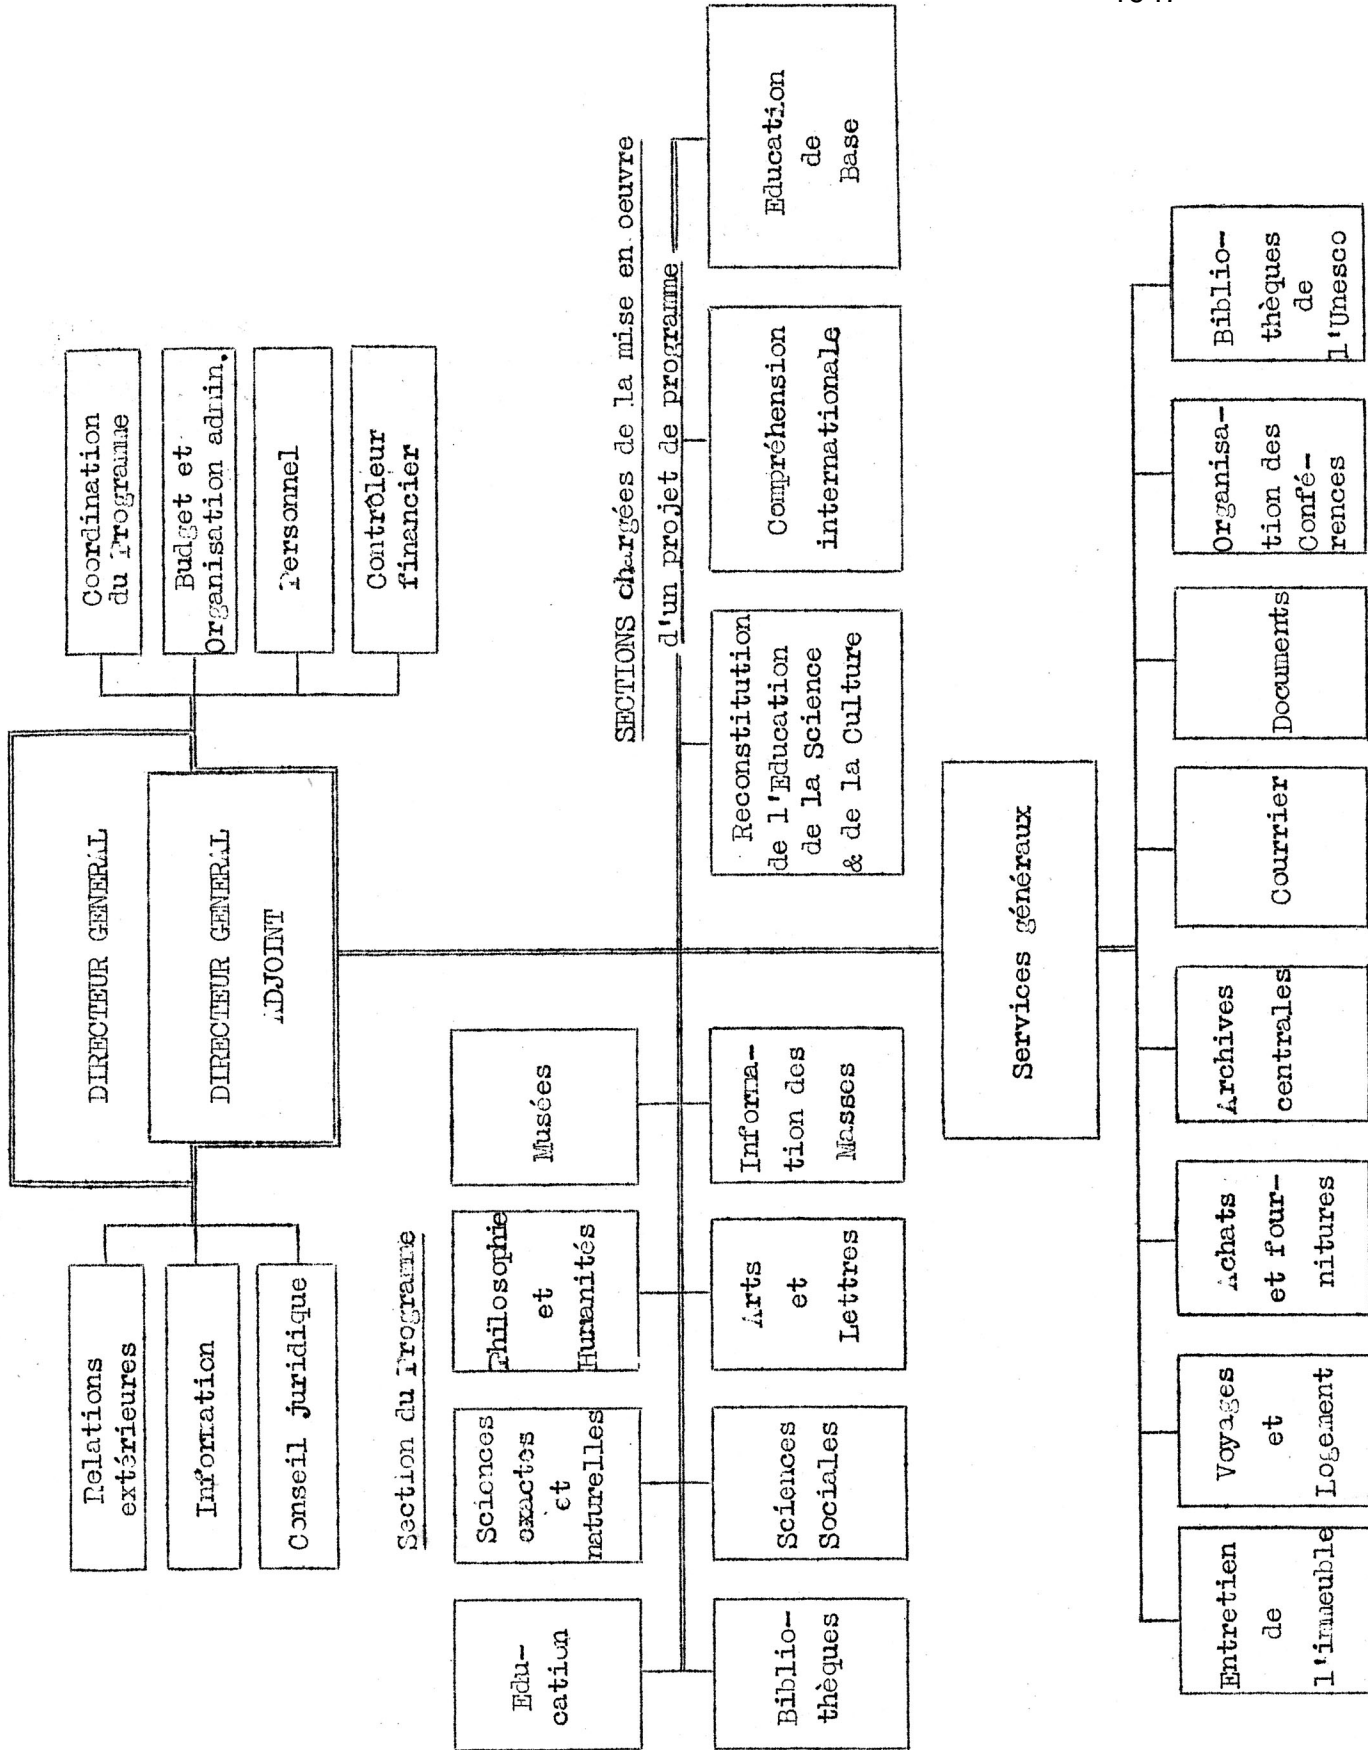 DIRECTEUR GENERAL
DIRECTEUR GENERAL
ADJOINT
Relations
extérieures
Information
Conseil juridique
Coordination
du Programme
Budget et
Organisation admin.
Personnel
Contrôleur
financier
Section du Programme
Edu-
cation
Sciences
exactes
et
naturelles
Philosophie
et
Humanités
Musées
Biblio-
thèques
Sciences
Sociales
Arts
et
Lettres
Informa-
tion des
Masses
SECTIONS chargées de la mise en oeuvre
d'un projet de programme
Reconstitution
de l'Education
de la Science
& de la Culture
Compréhension
internationale
Education
de
Base
Services généraux
Entretien
de
l'immeuble
Voyages
et
Logement
Achats
et four-
nitures
Archives
centrales
Courrier
Documents
Organisa-
tion des
Confé-
rences
Biblio-
thèques
de
l'Unesco